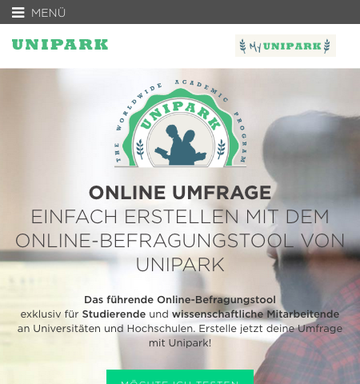 MENÜ
UNIPARK
My UNIPARK
THE WORLDWIDE ACADEMIC PROGRAM
UNIPARK
ONLINE UMFRAGE
EINFACH ERSTELLEN MIT DEM
ONLINE-BEFRAGUNGSTOOL VON
UNIPARK
Das führende Online-Befragungstool
exklusiv für Studierende und wissenschaftliche Mitarbeitende
an Universitäten und Hochschulen. Erstelle jetzt deine Umfrage
mit Unipark!
MÖCHTE ICH TESTEN